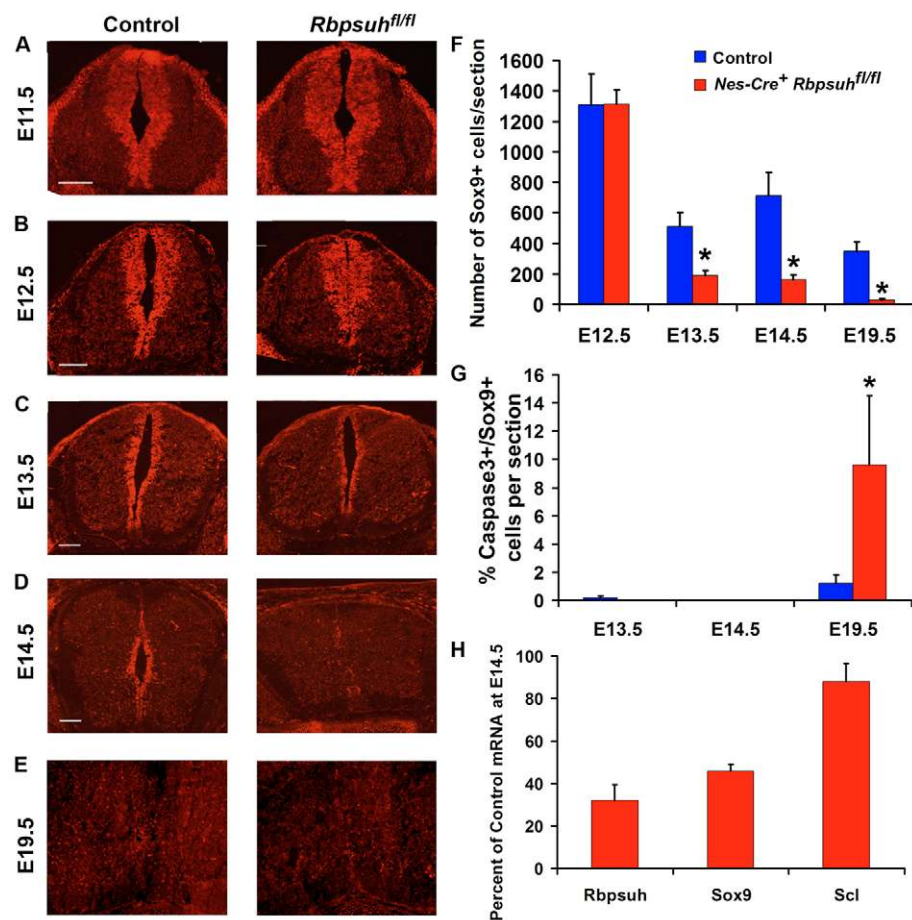 Control
Rbpsuh^fl/fl
A
E11.5
B
E12.5
C
E13.5
D
E14.5
E
E19.5
F
Control
Nes-Cre+ Rbpsuh^fl/fl
Number of Sox9+ cells/section
1600
1400
1200
1000
800
600
400
200
0
* * *
E12.5 E13.5 E14.5 E19.5
G
% Caspase3+/Sox9+
cells per section
16
14
12
10
8
6
4
2
0
*
E13.5 E14.5 E19.5
H
Percent of Control mRNA at E14.5
100
80
60
40
20
0
Rbpsuh Sox9 Scl